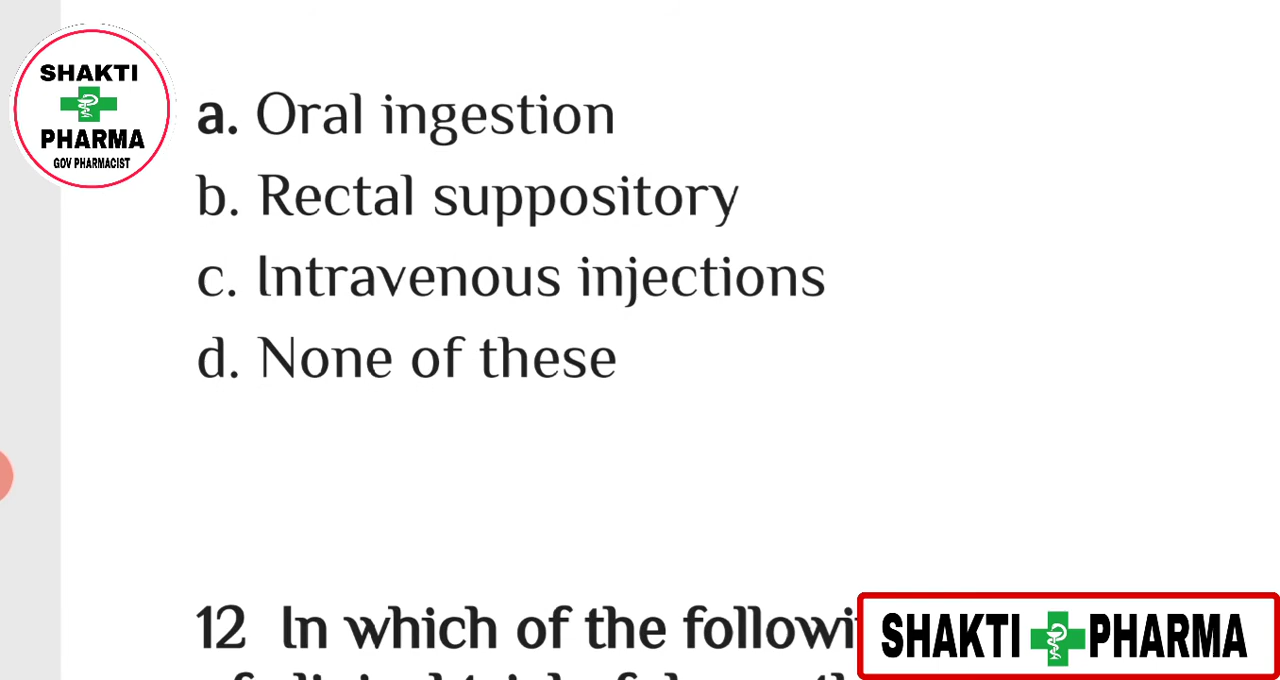 SHAKTI
PHARMA
GOV PHARMACIST
a. Oral ingestion
b. Rectal suppository
c. Intravenous injections
d. None of these
12 In which of the
SHAKTI PHARMA